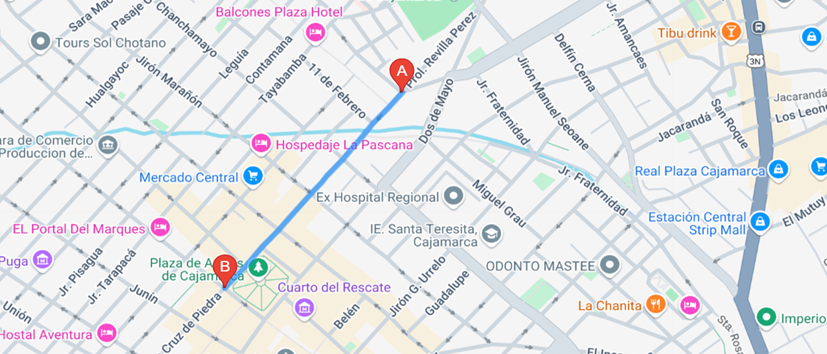 Balcones Plaza Hotel
Sara Mac
Pasaje C
Chanchamayo
Tours Sol Chotano
Leguia
Contamana
Tayabamba
Jirón Marañón
Hualgayoc
11 de Febrero
A
Prol. Revilla Perez
Dos de Mayo
Jr. Fraternidad
Jirón Manuel Seoane
Delfín Cerna
Jr. Amancaes
Tibu drink
3N
Jacarandá
Los Leon
San Roque
Jacarandá
ara de Comercio
Produccion de...
Hospedaje La Pascana
Mercado Central
Ex Hospital Regional
Miguel Grau
Jr. Fraternidad
Real Plaza Cajamarca
El Mutuy
Estación Central
Strip Mall
EL Portal Del Marques
IE. Santa Teresita,
Cajamarca
Puga
Jr. Pisagua
Jr. Tarapacá
Plaza de A
s
de Cajam
ca
B
ODONTO MASTEE
Junín
Cruz de Piedra
Cuarto del Rescate
Belén
Jirón G. Urrelo
Guadalupe
La Chanita
Sta. Rosa
Imperio
Unión
Hostal Aventura
El Inca